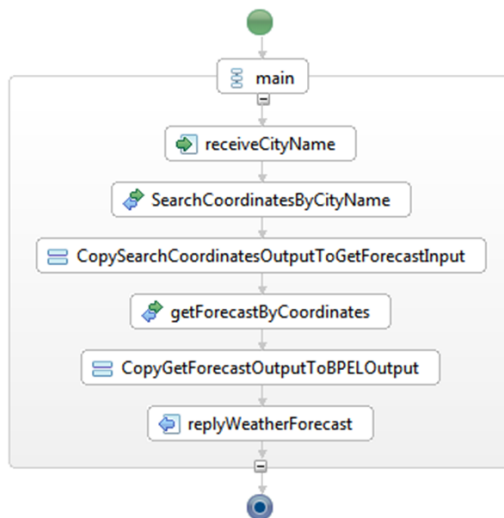 main
receiveCityName
SearchCoordinatesByCityName
CopySearchCoordinatesOutputToGetForecastInput
getForecastByCoordinates
CopyGetForecastOutputToBPELOutput
replyWeatherForecast